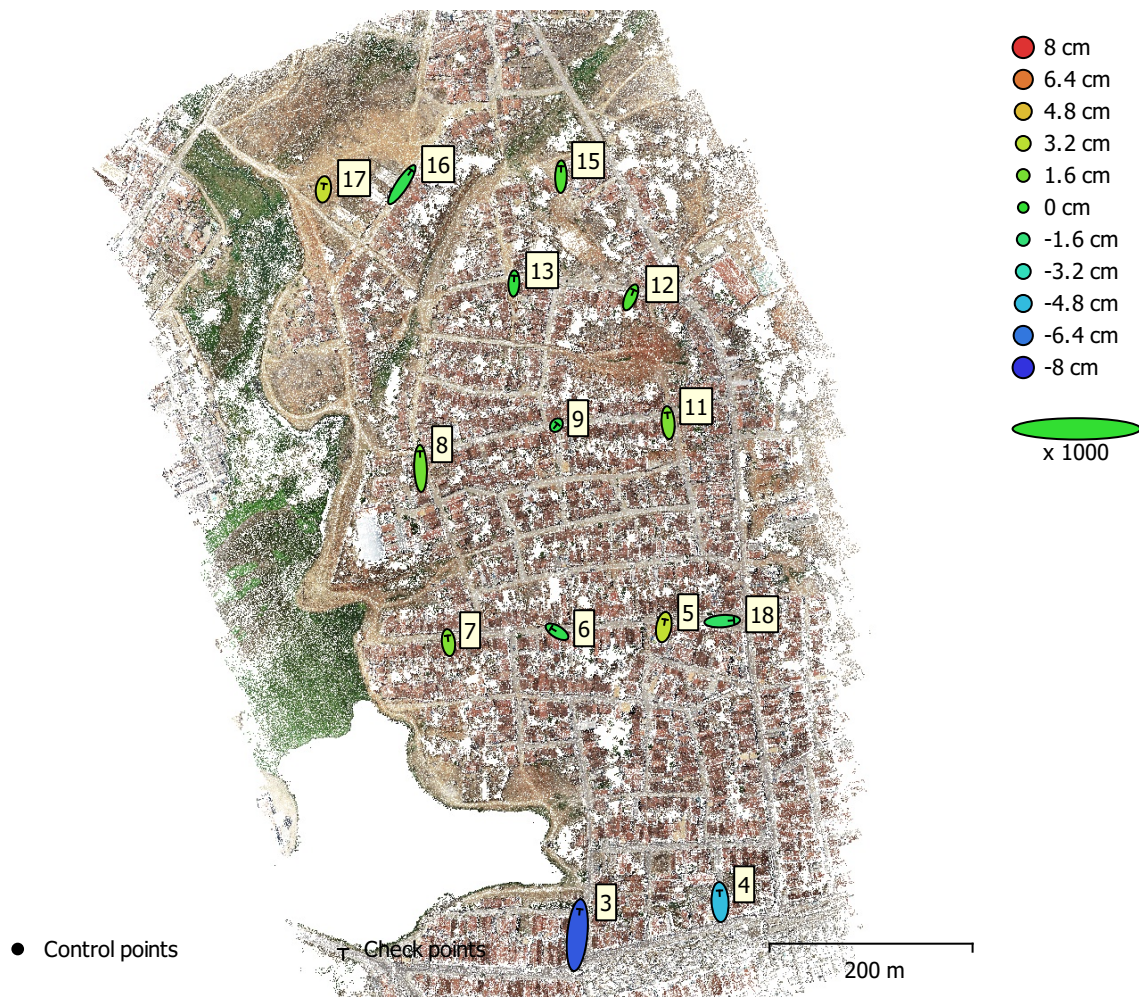 8 cm
6.4 cm
4.8 cm
3.2 cm
1.6 cm
0 cm
-1.6 cm
-3.2 cm
-4.8 cm
-6.4 cm
-8 cm
x 1000
17
16
15
13
12
11
9
8
7
6
5
18
3
4
Control points
Check points
200 m